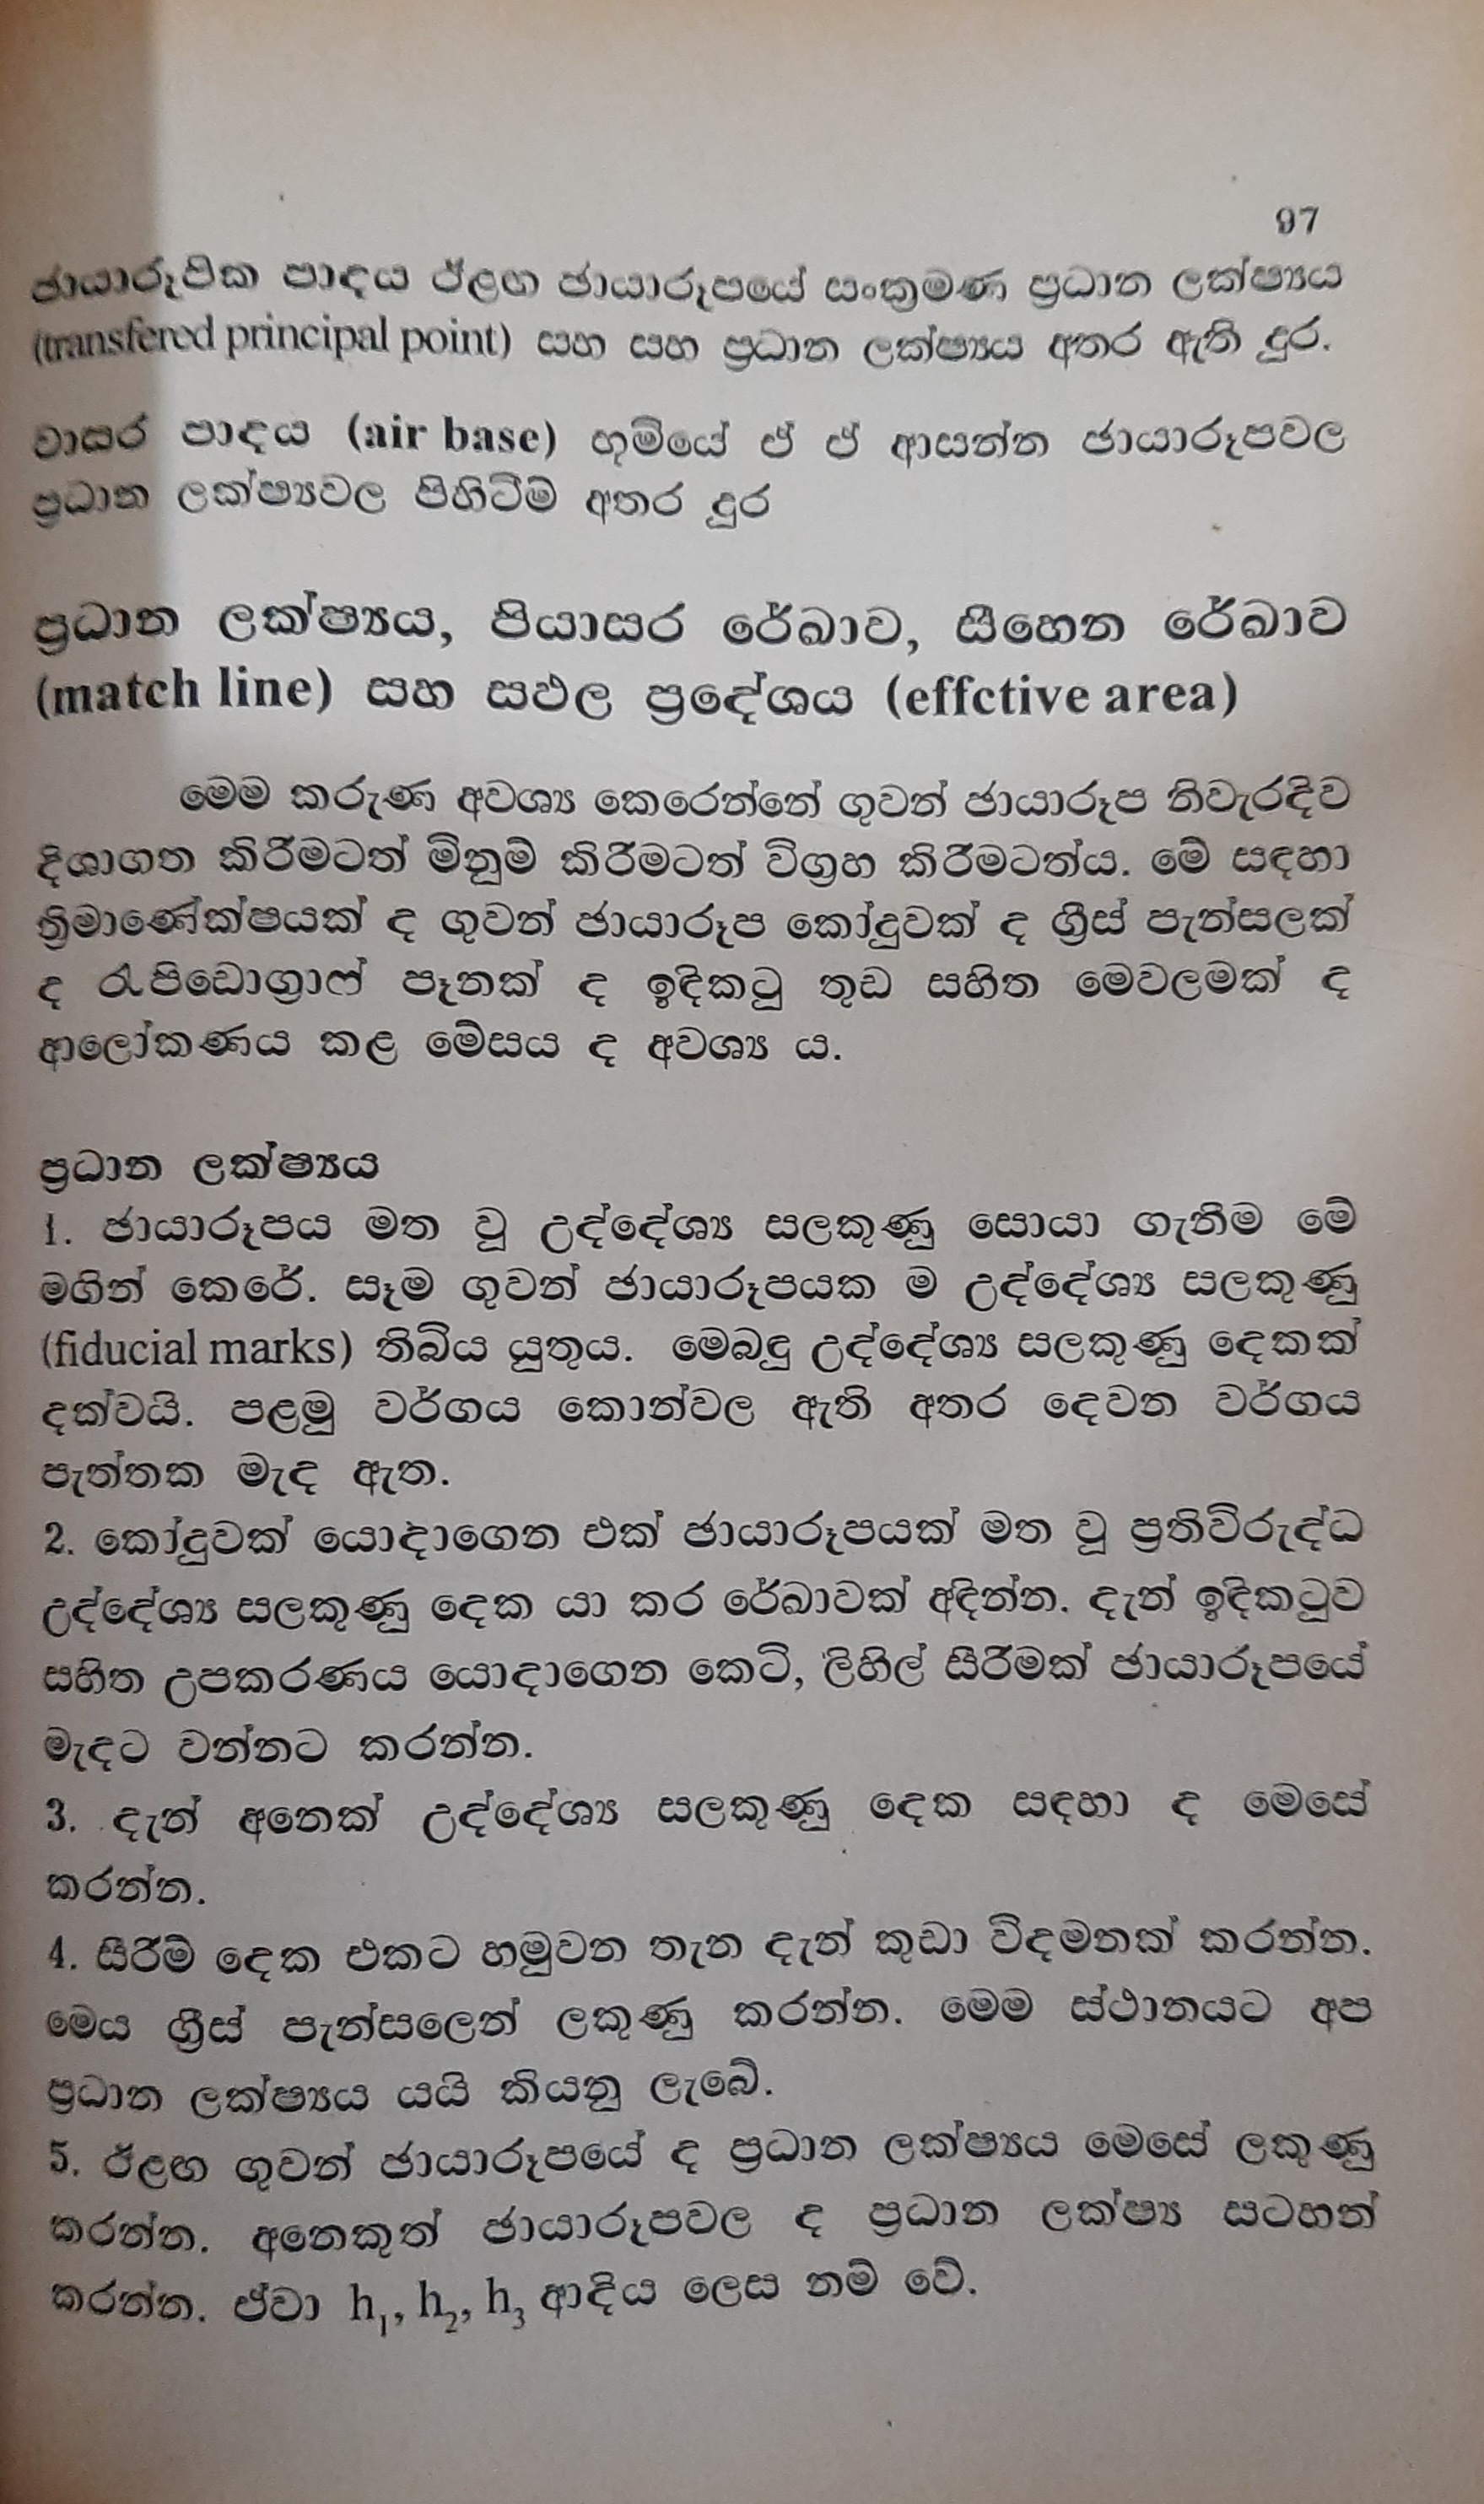 97
ඡායාරූපික පාදය ඊළඟ ඡායාරූපයේ සංක්‍රමණ ප්‍රධාන ලක්ෂ්‍යය
(transfered principal point) සහ සහ ප්‍රධාන ලක්ෂ්‍යය අතර ඇති දුර.
වාසර පාදය (air base) භූමියේ ඒ ඒ ආසන්න ඡායාරූපවල
ප්‍රධාන ලක්ෂ්‍යවල පිහිටීම් අතර දුර
ප්‍රධාන ලක්ෂ්‍යය, පියාසර රේඛාව, සීහෙන රේඛාව
(match line) සහ සඵල ප්‍රදේශය (effctive area)
මෙම කරුණ අවශ්‍ය කෙරෙන්නේ ගුවන් ඡායාරූප නිවැරදිව
දිශාගත කිරීමටත් මිනුම් කිරීමටත් විග්‍රහ කිරීමටත්ය. මේ සඳහා
ත්‍රිමාණේක්ෂයක් ද ගුවන් ඡායාරූප කෝදුවක් ද ග්‍රීස් පැන්සලක්
ද රැපිඩොග්‍රාෆ් පෑනක් ද ඉඳිකටු තුඩ සහිත මෙවලමක් ද
ආලෝකණය කළ මේසය ද අවශ්‍ය ය.
ප්‍රධාන ලක්ෂ්‍යය
1. ඡායාරූපය මත වූ උද්දේශ්‍ය සලකුණු සොයා ගැනීම මේ
මගින් කෙරේ. සෑම ගුවන් ඡායාරූපයක ම උද්දේශ්‍ය සලකුණු
(fiducial marks) තිබිය යුතුය. මෙබඳු උද්දේශ්‍ය සලකුණු දෙකක්
දක්වයි. පළමු වර්ගය කොන්වල ඇති අතර දෙවන වර්ගය
පැත්තක මැද ඇත.
2. කෝදුවක් යොදාගෙන එක් ඡායාරූපයක් මත වූ ප්‍රතිවිරුද්ධ
උද්දේශ්‍ය සලකුණු දෙක යා කර රේඛාවක් අඳින්න. දැන් ඉඳිකටුව
සහිත උපකරණය යොදාගෙන කෙටි, ලිහිල් සීරීමක් ඡායාරූපයේ
මැදට වන්නට කරන්න.
3. දැන් අනෙක් උද්දේශ්‍ය සලකුණු දෙක සඳහා ද මෙසේ
කරන්න.
4. සීරීම් දෙක එකට හමුවන තැන දැන් කුඩා විදමනක් කරන්න.
මෙය ග්‍රීස් පැන්සලෙන් ලකුණු කරන්න. මෙම ස්ථානයට අප
ප්‍රධාන ලක්ෂ්‍යය යයි කියනු ලැබේ.
5. ඊළඟ ගුවන් ඡායාරූපයේ ද ප්‍රධාන ලක්ෂ්‍යය මෙසේ ලකුණු
කරන්න. අනෙකුත් ඡායාරූපවල ද ප්‍රධාන ලක්ෂ්‍ය සටහන්
කරන්න. ඒවා h₁, h₂, h₃ ආදිය ලෙස නම් වේ.